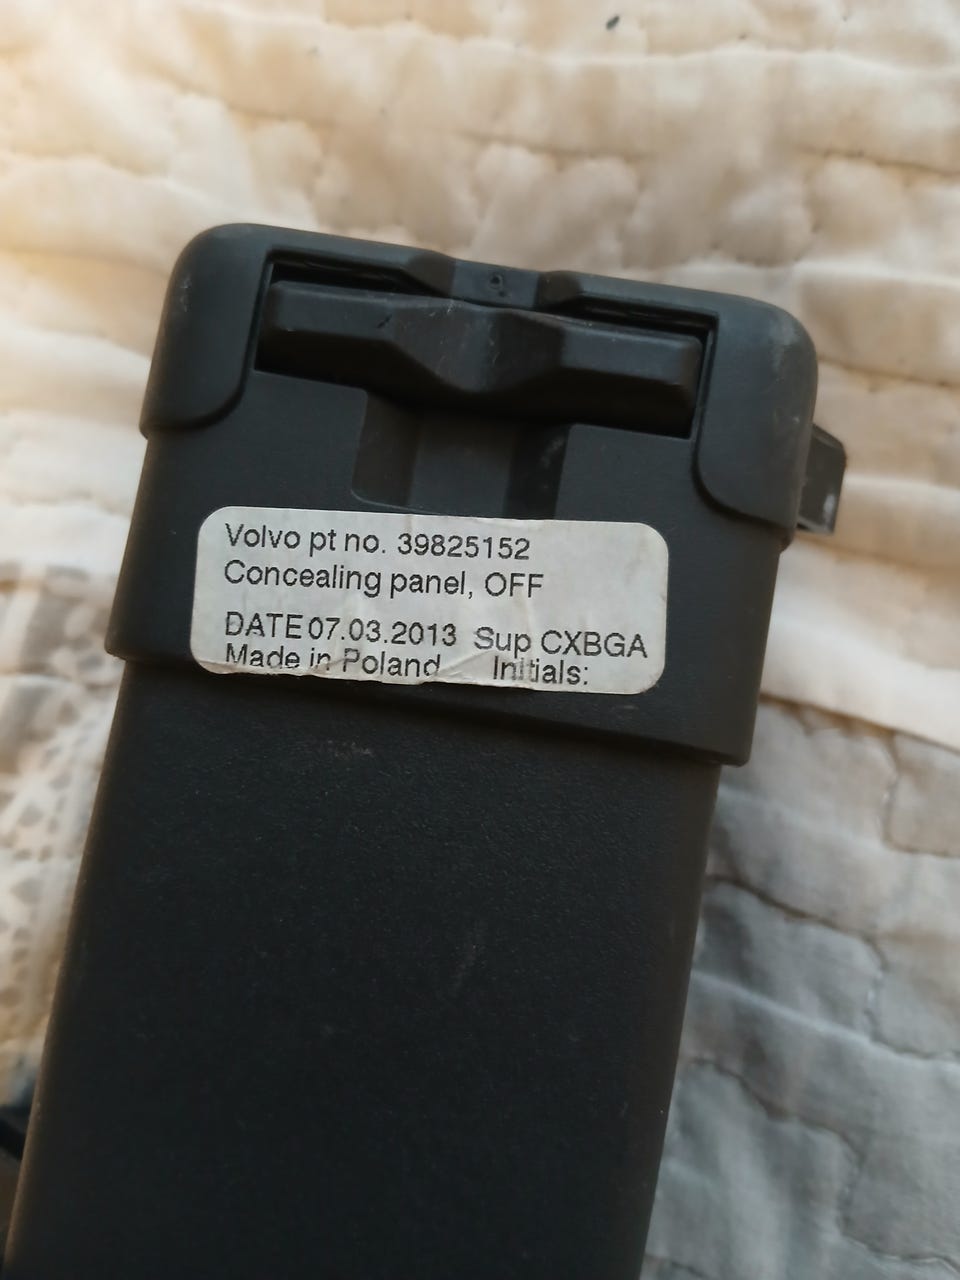 Volvo pt no. 39825152
Concealing panel, OFF
DATE 07.03.2013 Sup CXBGA
Made in Poland Initials: